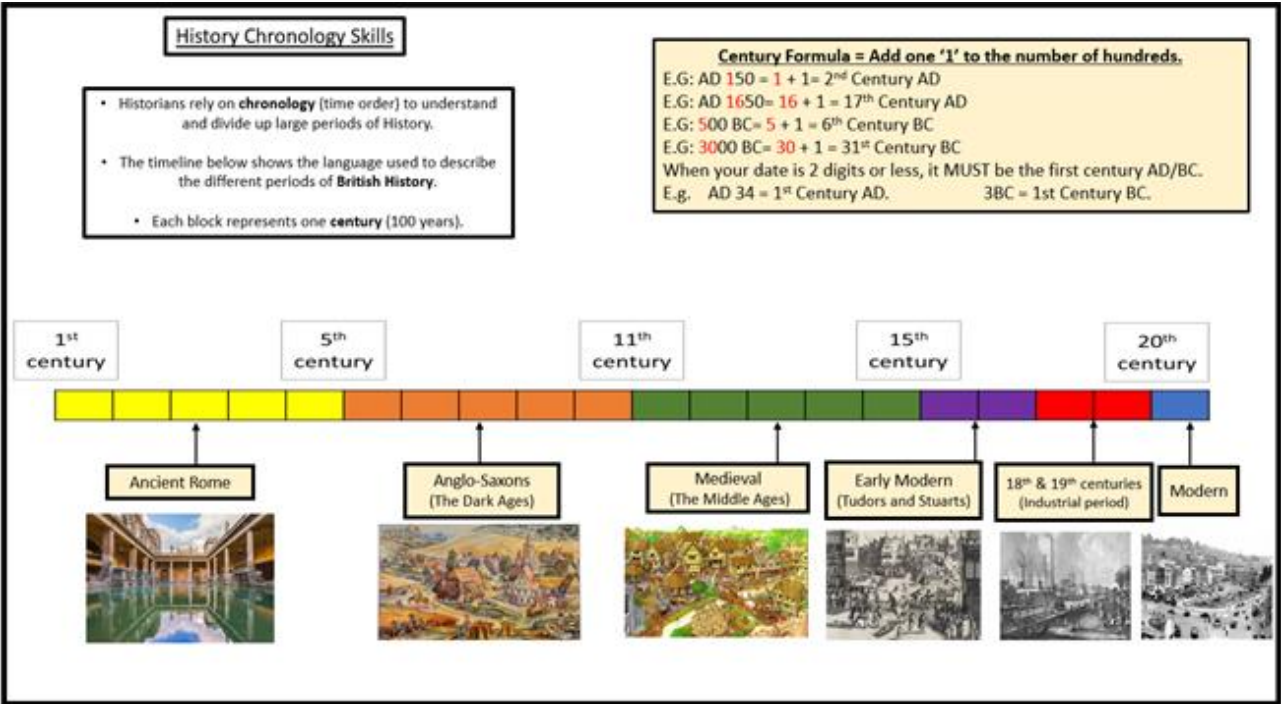 History Chronology Skills
• Historians rely on chronology (time order) to understand
and divide up large periods of History.
• The timeline below shows the language used to describe
the different periods of British History.
• Each block represents one century (100 years).
Century Formula = Add one ‘1’ to the number of hundreds.
E.G: AD 150 = 1 + 1= 2nd Century AD
E.G: AD 1650= 16 + 1 = 17th Century AD
E.G: 500 BC= 5 + 1 = 6th Century BC
E.G: 3000 BC= 30 + 1 = 31st Century BC
When your date is 2 digits or less, it MUST be the first century AD/BC.
E.g. AD 34 = 1st Century AD. 3BC = 1st Century BC.
1st
century
5th
century
11th
century
15th
century
20th
century
Ancient Rome
Anglo-Saxons
(The Dark Ages)
Medieval
(The Middle Ages)
Early Modern
(Tudors and Stuarts)
18th & 19th centuries
(Industrial period)
Modern